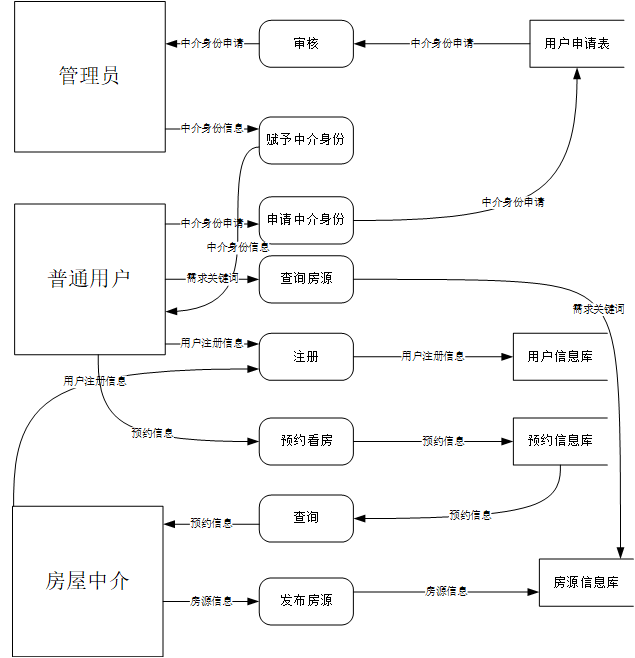 中介身份申请
审核
中介身份申请
用户申请表
管理员
中介身份信息
赋予中介身份
中介身份申请
申请中介身份
中介身份申请
中介身份信息
普通用户
需求关键词
查询房源
需求关键词
用户注册信息
注册
用户注册信息
用户信息库
用户注册信息
预约信息
预约看房
预约信息
预约信息库
预约信息
查询
预约信息
房屋中介
房源信息
发布房源
房源信息
房源信息库